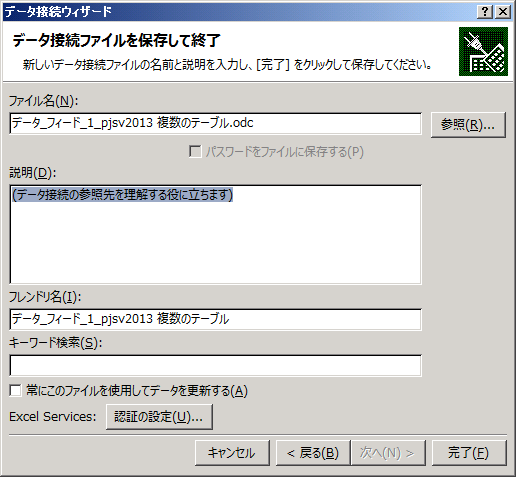 データ接続ウィザード
データ接続ファイルを保存して終了
新しいデータ接続ファイルの名前と説明を入力し、[完了] をクリックして保存してください。
ファイル名(N):
データ_フィード_1_pjsv2013 複数のテーブル.odc
参照(R)...
パスワードをファイルに保存する(P)
説明(D):
(データ接続の参照先を理解する役に立ちます)
フレンドリ名(I):
データ_フィード_1_pjsv2013 複数のテーブル
キーワード検索(S):
常にこのファイルを使用してデータを更新する(A)
Excel Services: 認証の設定(U)...
キャンセル < 戻る(B) 次へ(N) > 完了(F)